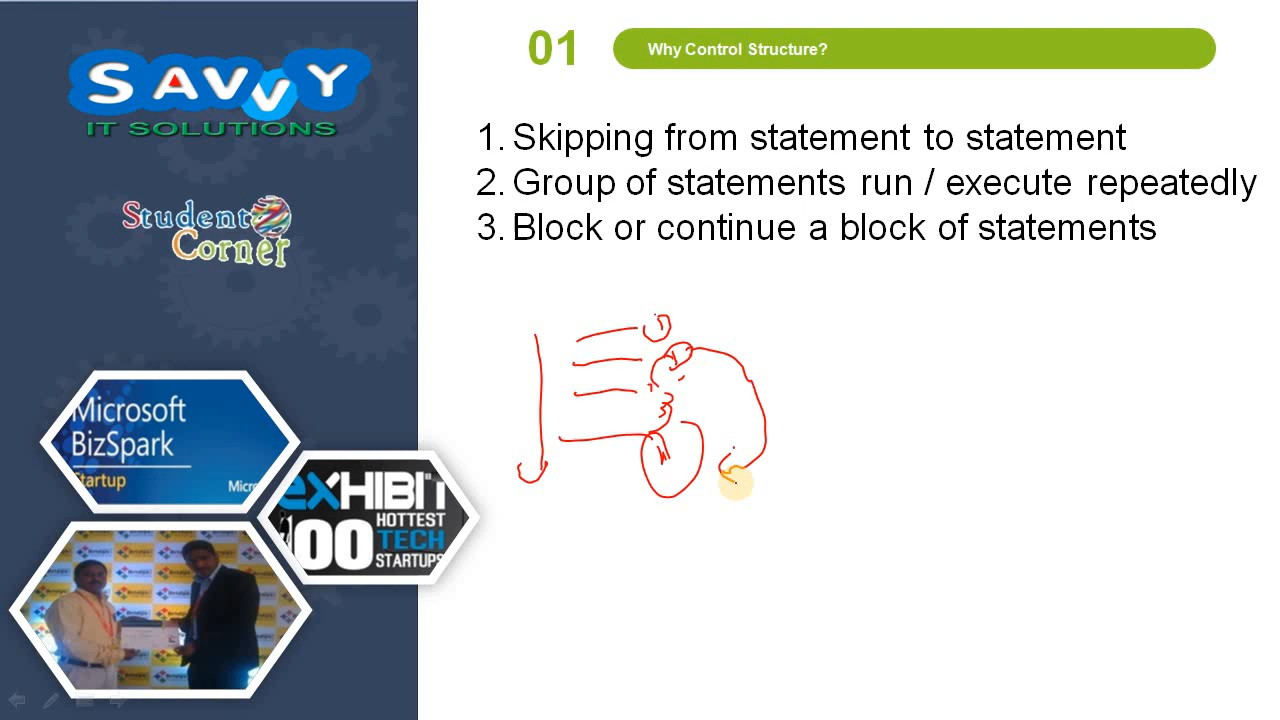 SAVVY
IT SOLUTIONS
Student
Corner
Microsoft
BizSpark
Startup
Micros
eXHIBIT
100
HOTTEST
TECH
STARTUPS
01
Why Control Structure?
1. Skipping from statement to statement
2. Group of statements run / execute repeatedly
3. Block or continue a block of statements